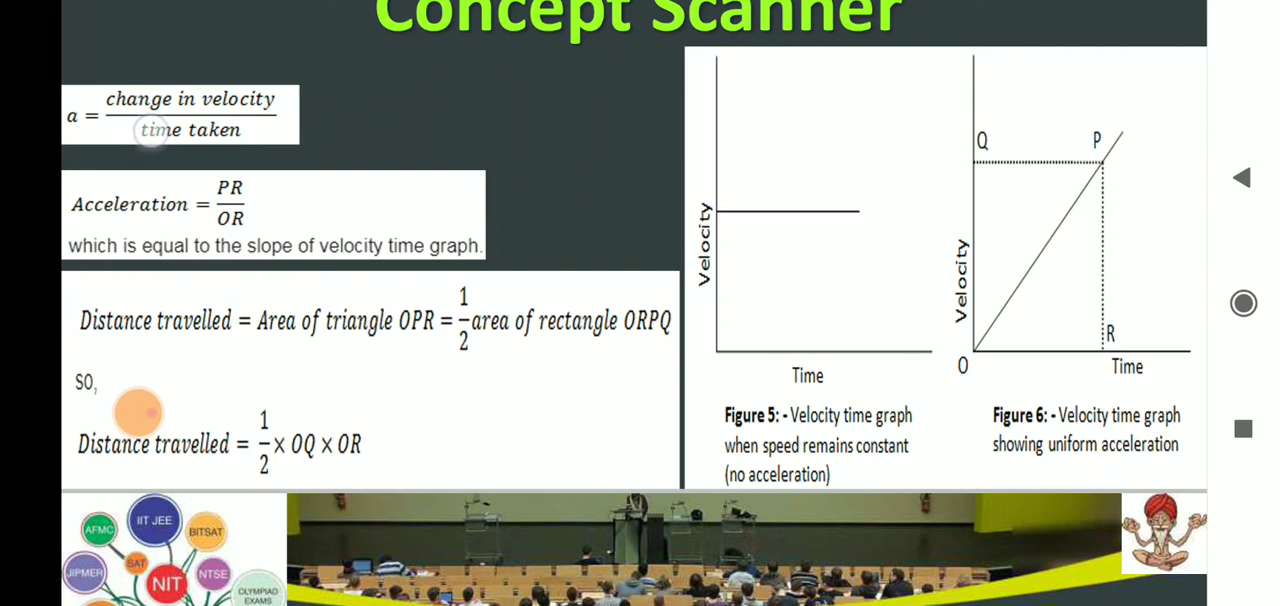 Concept Scanner
a = change in velocity / time taken
Acceleration = PR / OR
which is equal to the slope of velocity time graph.
Distance travelled = Area of triangle OPR = 1/2 area of rectangle ORPQ
SO,
Distance travelled = 1/2 × OQ × OR
Velocity
Time
Figure 5: - Velocity time graph
when speed remains constant
(no acceleration)
Q
P
Velocity
R
O
Time
Figure 6: - Velocity time graph
showing uniform acceleration
AFMC
IIT JEE
BITSAT
SAT
JIPMER
NIT
NTSE
OLYMPIAD
EXAMS